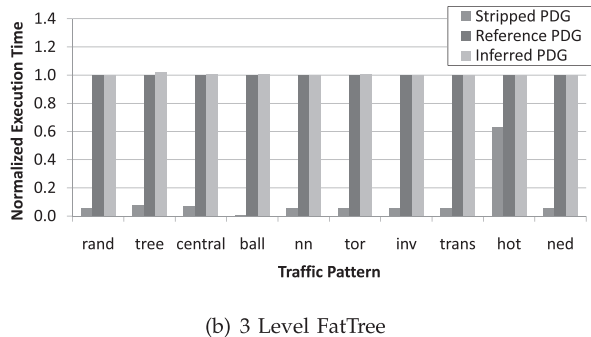 Normalized Execution Time
1.4
1.2
1.0
0.8
0.6
0.4
0.2
0.0
Stripped PDG
Reference PDG
Inferred PDG
rand tree central ball nn tor inv trans hot ned
Traffic Pattern
(b) 3 Level FatTree